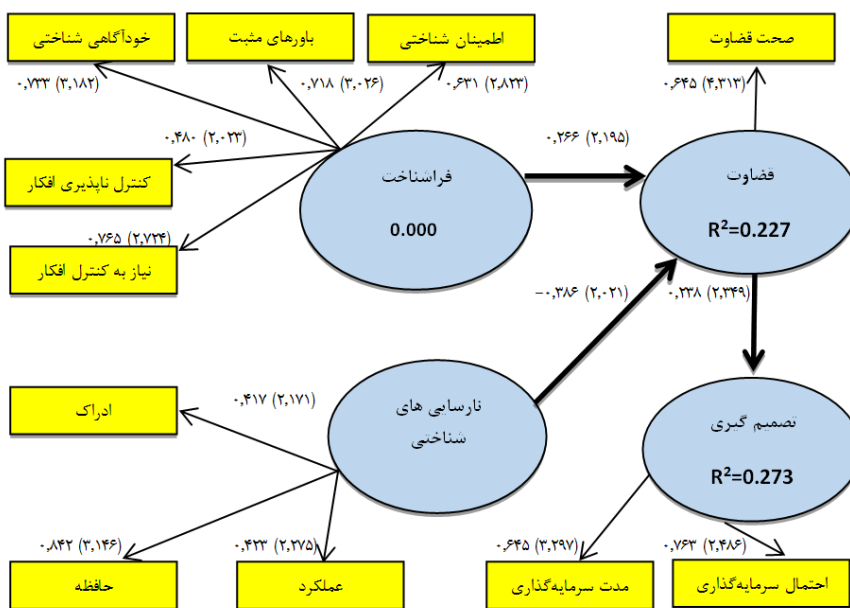 خودآگاهی شناختی
باورهای مثبت
اطمینان شناختی
صحت قضاوت
۰,۷۳۳ (۳,۱۸۲)
۰,۷۱۸ (۳,۰۲۶)
۰,۶۳۱ (۲,۸۲۳)
۰,۶۴۵ (۴,۳۱۳)
۰,۴۸۰ (۲,۰۲۳)
۰,۲۶۶ (۲,۱۹۵)
کنترل ناپذیری افکار
فراشناخت
0.000
قضاوت
R²=0.227
۰,۷۶۵ (۲,۷۲۴)
نیاز به کنترل افکار
−۰,۳۸۶ (۲,۰۲۱)
۰,۲۳۸ (۲,۳۴۹)
ادراک
۰,۴۱۷ (۲,۱۷۱)
نارسایی های
شناختی
تصمیم گیری
R²=0.273
۰,۸۴۲ (۳,۱۴۶)
۰,۴۲۳ (۲,۲۷۵)
۰,۶۴۵ (۳,۲۹۷)
۰,۷۶۳ (۲,۴۸۶)
حافظه
عملکرد
مدت سرمایه‌گذاری
احتمال سرمایه‌گذاری